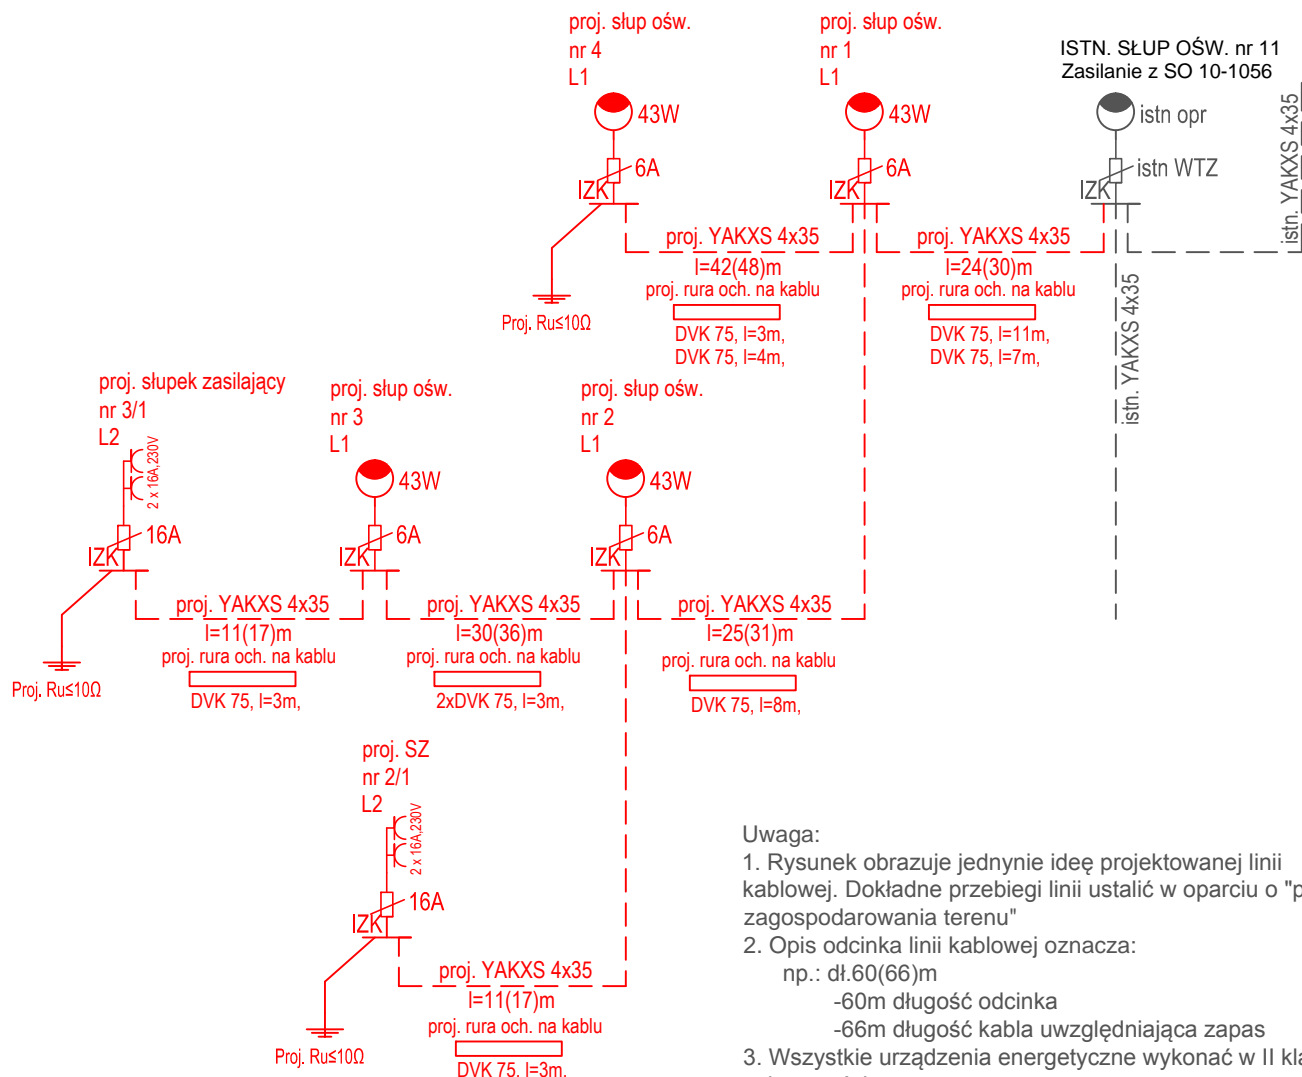 proj. słup ośw.
nr 4
L1
43W
6A
IZK
proj. słup ośw.
nr 1
L1
43W
6A
IZK
ISTN. SŁUP OŚW. nr 11
Zasilanie z SO 10-1056
istn opr
istn WTZ
IZK
istn. YAKXS 4x35
istn. YAKXS 4x35
proj. YAKXS 4x35
l=42(48)m
proj. rura och. na kablu
DVK 75, l=3m,
DVK 75, l=4m,
proj. YAKXS 4x35
l=24(30)m
proj. rura och. na kablu
DVK 75, l=11m,
DVK 75, l=7m,
Proj. Ru≤10Ω
proj. słupek zasilający
nr 3/1
L2
2 x 16A,230V
16A
IZK
proj. słup ośw.
nr 3
L1
43W
6A
IZK
proj. słup ośw.
nr 2
L1
43W
6A
IZK
proj. YAKXS 4x35
l=11(17)m
proj. rura och. na kablu
DVK 75, l=3m,
proj. YAKXS 4x35
l=30(36)m
proj. rura och. na kablu
2xDVK 75, l=3m,
proj. YAKXS 4x35
l=25(31)m
proj. rura och. na kablu
DVK 75, l=8m,
Proj. Ru≤10Ω
proj. SZ
nr 2/1
L2
2 x 16A,230V
16A
IZK
proj. YAKXS 4x35
l=11(17)m
proj. rura och. na kablu
DVK 75, l=3m,
Proj. Ru≤10Ω
Uwaga:
1. Rysunek obrazuje jednynie ideę projektowanej linii
kablowej. Dokładne przebiegi linii ustalić w oparciu o "p
zagospodarowania terenu"
2. Opis odcinka linii kablowej oznacza:
np.: dł.60(66)m
-60m długość odcinka
-66m długość kabla uwzględniająca zapas
3. Wszystkie urządzenia energetyczne wykonać w II kla